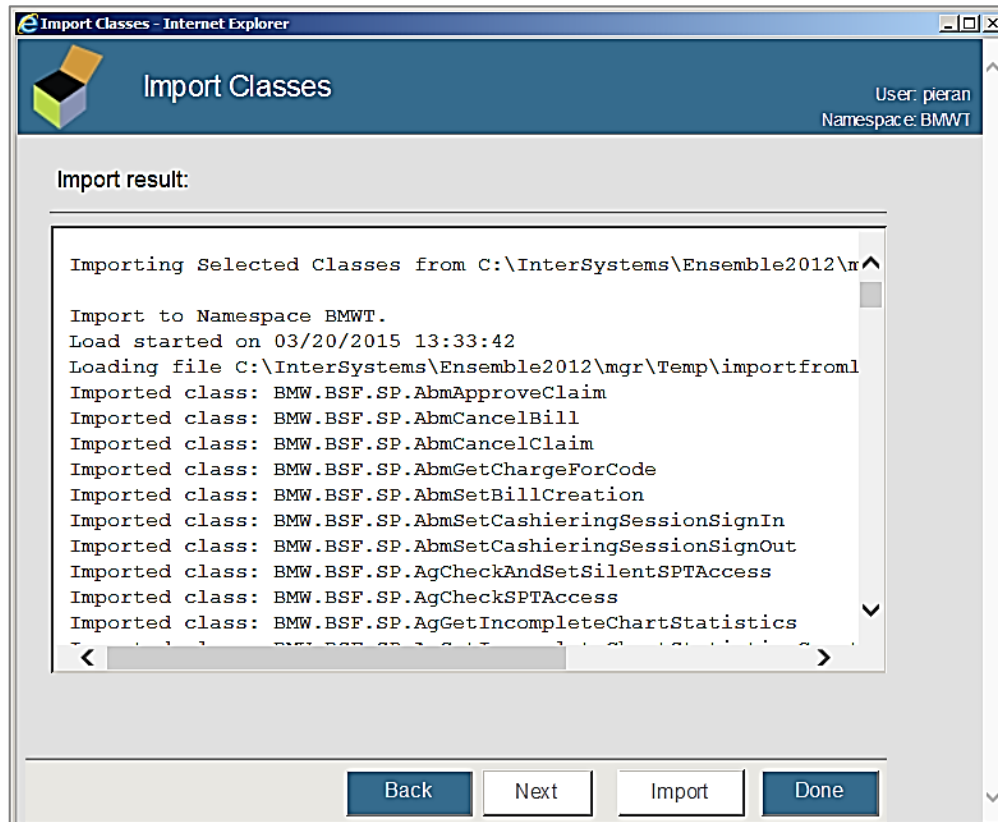 Import Classes - Internet Explorer
Import Classes
User: pieran
Namespace: BMWT
Import result:
Importing Selected Classes from C:\InterSystems\Ensemble2012\m
Import to Namespace BMWT.
Load started on 03/20/2015 13:33:42
Loading file C:\InterSystems\Ensemble2012\mgr\Temp\importfroml
Imported class: BMW.BSF.SP.AbmApproveClaim
Imported class: BMW.BSF.SP.AbmCancelBill
Imported class: BMW.BSF.SP.AbmCancelClaim
Imported class: BMW.BSF.SP.AbmGetChargeForCode
Imported class: BMW.BSF.SP.AbmSetBillCreation
Imported class: BMW.BSF.SP.AbmSetCashieringSessionSignIn
Imported class: BMW.BSF.SP.AbmSetCashieringSessionSignOut
Imported class: BMW.BSF.SP.AgCheckAndSetSilentSPTAccess
Imported class: BMW.BSF.SP.AgCheckSPTAccess
Imported class: BMW.BSF.SP.AgGetIncompleteChartStatistics
Back Next Import Done